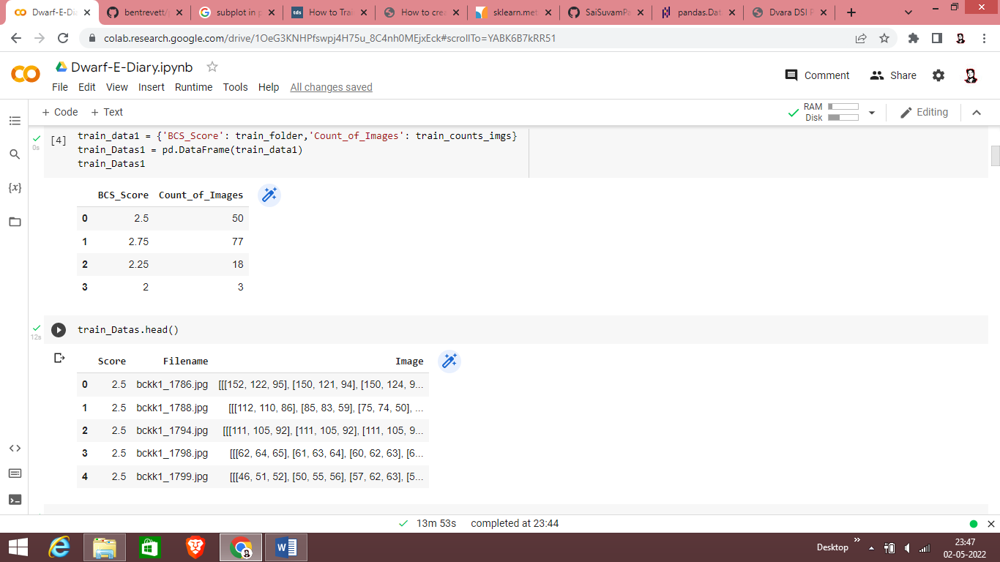 Dwarf-E-Dia
bentrevett/
subplot in p
How to Trai
How to crea
sklearn.met
SaiSuvamPa
pandas.Dat
Dvara DSI P
colab.research.google.com/drive/1OeG3KNHPfswpj4H75u_8C4nh0MEjxEck#scrollTo=YABK6B7kRR51
Dwarf-E-Diary.ipynb
Comment
Share
File Edit View Insert Runtime Tools Help All changes saved
+ Code + Text
RAM
Disk
Editing
0s
[4]
train_data1 = {'BCS_Score': train_folder,'Count_of_Images': train_counts_imgs}
train_Datas1 = pd.DataFrame(train_data1)
train_Datas1
{x}
BCS_Score Count_of_Images
0 2.5 50
1 2.75 77
2 2.25 18
3 2 3
12s
train_Datas.head()
Score Filename Image
0 2.5 bckk1_1786.jpg [[[152, 122, 95], [150, 121, 94], [150, 124, 9...
1 2.5 bckk1_1788.jpg [[[112, 110, 86], [85, 83, 59], [75, 74, 50], ...
2 2.5 bckk1_1794.jpg [[[111, 105, 92], [111, 105, 92], [111, 105, 9...
3 2.5 bckk1_1798.jpg [[[62, 64, 65], [61, 63, 64], [60, 62, 63], [6...
4 2.5 bckk1_1799.jpg [[[46, 51, 52], [50, 55, 56], [57, 62, 63], [5...
13m 53s completed at 23:44
Desktop
23:47
02-05-2022